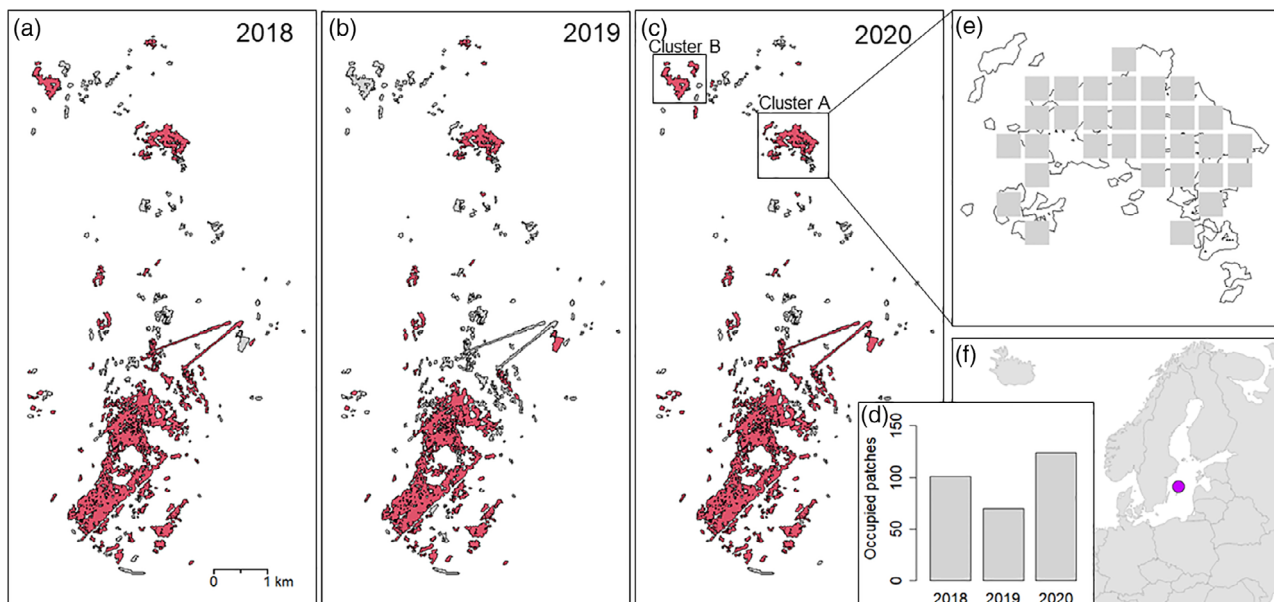 (a)
2018
0 1 km
(b)
2019
(c)
2020
Cluster B
Cluster A
(e)
(f)
(d)
Occupied patches
150
100
50
0
2018 2019 2020